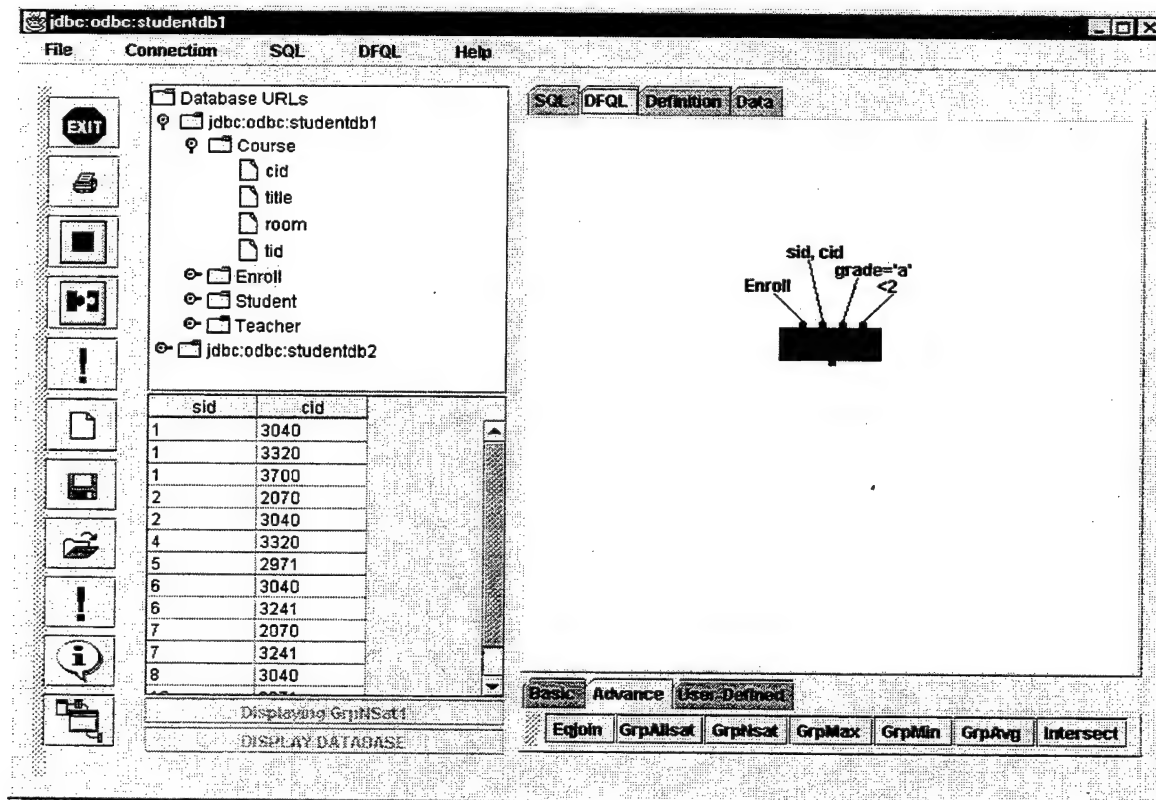 jdbc:odbc:studentdb1
File Connection SQL DFQL Help
EXIT
Database URLs
jdbc:odbc:studentdb1
Course
cid
title
room
tid
Enroll
Student
Teacher
jdbc:odbc:studentdb2
sid cid
1 3040
1 3320
1 3700
2 2070
2 3040
4 3320
5 2971
6 3040
6 3241
7 2070
7 3241
8 3040
Displaying GrpNSat1
DISPLAY DATABASE
SQL DFQL Definition Data
sid, cid
grade='a'
Enroll <2
Basic Advance User-Defined
Eqjoin GrpAllsat GrpNsat GrpMax GrpMin GrpAvg Intersect